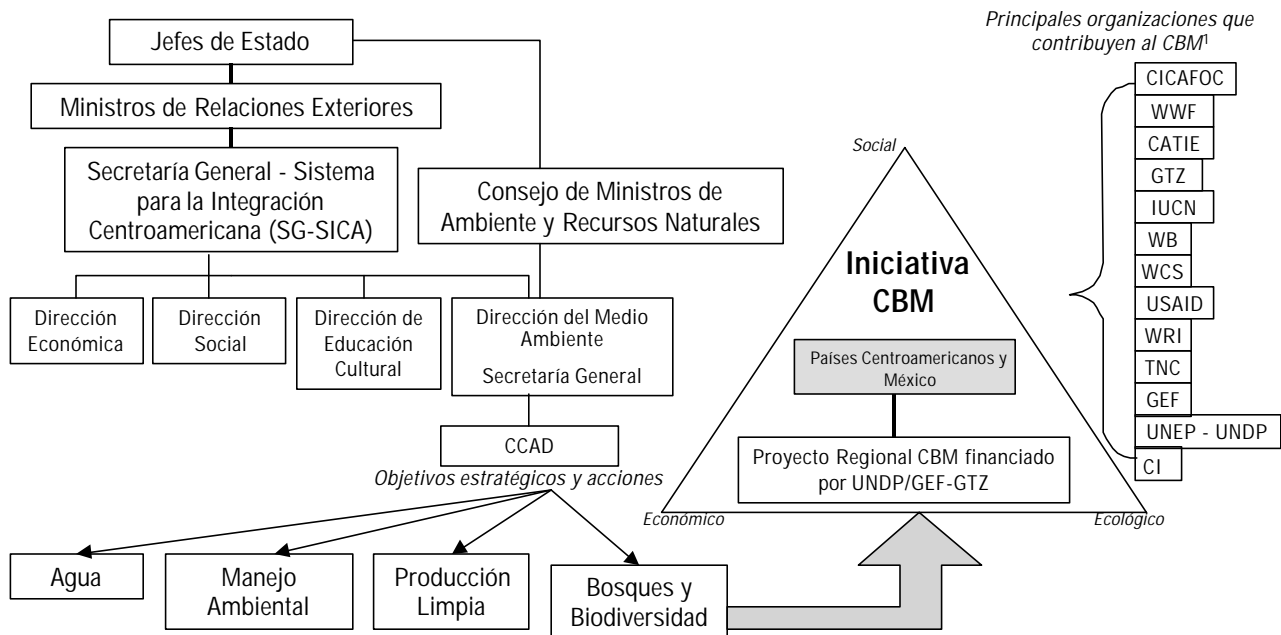 Principales organizaciones que
contribuyen al CBM¹
Jefes de Estado
Ministros de Relaciones Exteriores
Secretaría General - Sistema
para la Integración
Centroamericana (SG-SICA)
Consejo de Ministros de
Ambiente y Recursos Naturales
Dirección
Económica
Dirección
Social
Dirección de
Educación
Cultural
Dirección del Medio
Ambiente
Secretaría General
CCAD
Objetivos estratégicos y acciones
Agua
Manejo
Ambiental
Producción
Limpia
Bosques y
Biodiversidad
Social
Iniciativa
CBM
Países Centroamericanos y
México
Proyecto Regional CBM financiado
por UNDP/GEF-GTZ
Económico
Ecológico
CICAFOC
WWF
CATIE
GTZ
IUCN
WB
WCS
USAID
WRI
TNC
GEF
UNEP - UNDP
CI